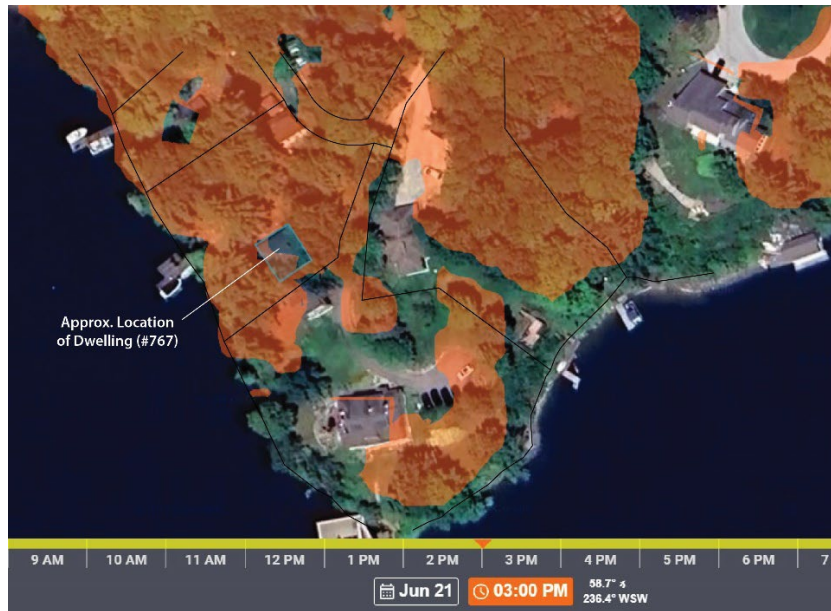 Approx. Location
of Dwelling (#767)
9 AM 10 AM 11 AM 12 PM 1 PM 2 PM 3 PM 4 PM 5 PM 6 PM 7
Jun 21 03:00 PM 58.7° ∡
236.4° WSW